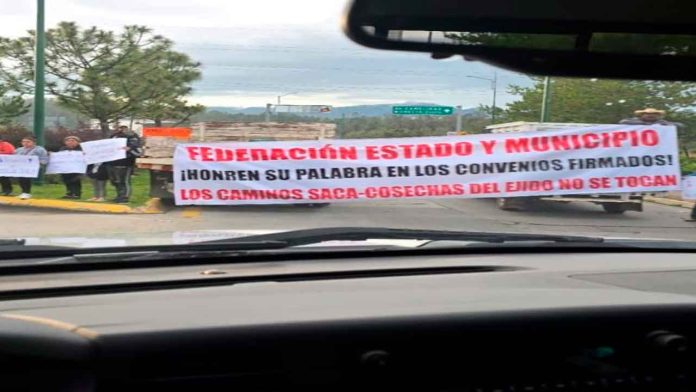 FEDERACIÓN ESTADO Y MUNICIPIO
¡HONREN SU PALABRA EN LOS CONVENIOS FIRMADOS!
LOS CAMINOS SACA-COSECHAS DEL EJIDO NO SE TOCAN